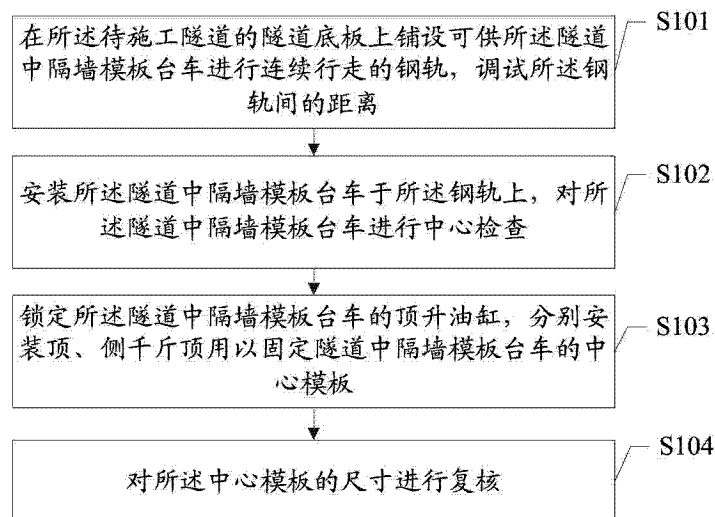 在所述待施工隧道的隧道底板上铺设可供所述隧道
中隔墙模板台车进行连续行走的钢轨，调试所述钢
轨间的距离
S101
安装所述隧道中隔墙模板台车于所述钢轨上，对所
述隧道中隔墙模板台车进行中心检查
S102
锁定所述隧道中隔墙模板台车的顶升油缸，分别安
装顶、侧千斤顶用以固定隧道中隔墙模板台车的中
心模板
S103
对所述中心模板的尺寸进行复核
S104